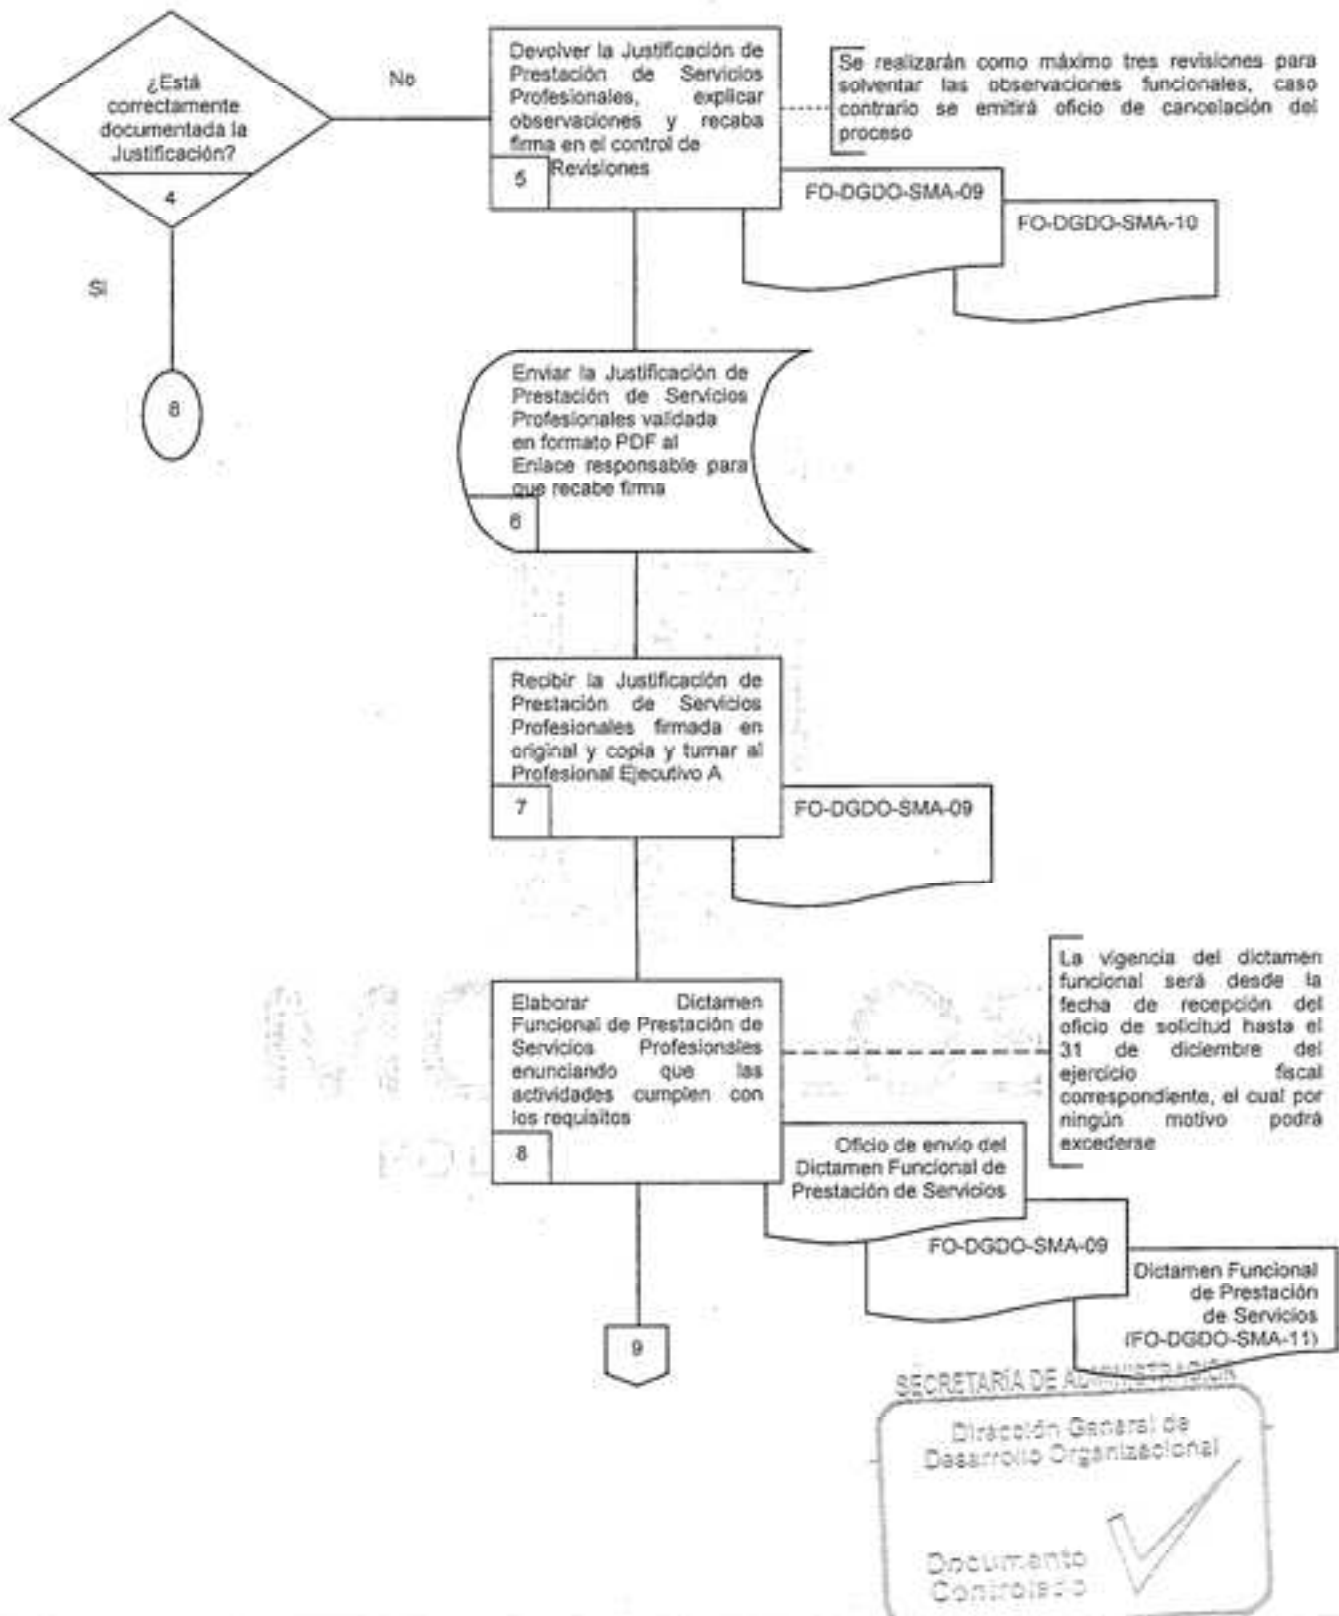 ¿Está
correctamente
documentada la
Justificación?
4
No
Si
8
Devolver la Justificación de
Prestación de Servicios
Profesionales, explicar
observaciones y recaba
firma en el control de
Revisiones
5
Se realizarán como máximo tres revisiones para
solventar las observaciones funcionales, caso
contrario se emitirá oficio de cancelación del
proceso
FO-DGDO-SMA-09
FO-DGDO-SMA-10
Enviar la Justificación de
Prestación de Servicios
Profesionales validada
en formato PDF al
Enlace responsable para
que recabe firma
6
Recibir la Justificación de
Prestación de Servicios
Profesionales firmada en
original y copia y turnar al
Profesional Ejecutivo A
7
FO-DGDO-SMA-09
Elaborar Dictamen
Funcional de Prestación de
Servicios Profesionales
enunciando que las
actividades cumplen con
los requisitos
8
La vigencia del dictamen
funcional será desde la
fecha de recepción del
oficio de solicitud hasta el
31 de diciembre del
ejercicio fiscal
correspondiente, el cual por
ningún motivo podrá
excederse
Oficio de envío del
Dictamen Funcional de
Prestación de Servicios
FO-DGDO-SMA-09
Dictamen Funcional
de Prestación
de Servicios
(FO-DGDO-SMA-11)
9
SECRETARÍA DE ADMINISTRACIÓN
Dirección General de
Desarrollo Organizacional
Documento
Controlado